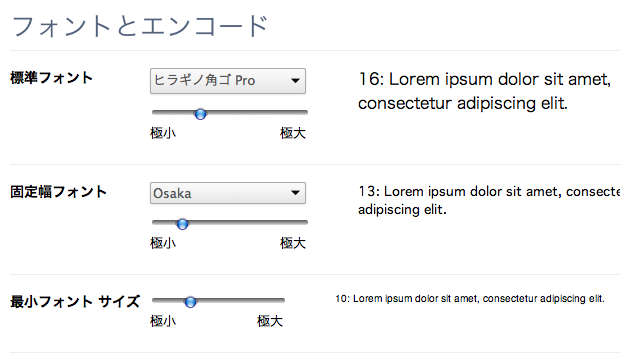 フォントとエンコード
標準フォント
ヒラギノ角ゴ Pro
極小 極大
16: Lorem ipsum dolor sit amet,
consectetur adipiscing elit.
固定幅フォント
Osaka
極小 極大
13: Lorem ipsum dolor sit amet, consecte
adipiscing elit.
最小フォント サイズ
極小 極大
10: Lorem ipsum dolor sit amet, consectetur adipiscing elit.